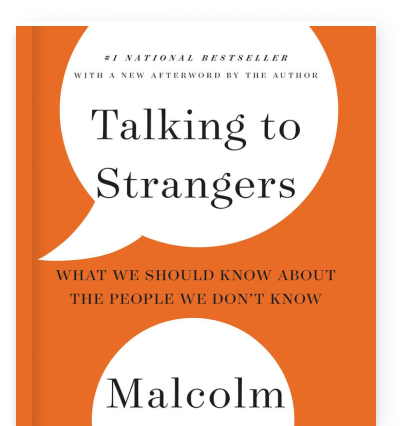 #1 NATIONAL BESTSELLER
WITH A NEW AFTERWORD BY THE AUTHOR
Talking to
Strangers
WHAT WE SHOULD KNOW ABOUT
THE PEOPLE WE DON'T KNOW
Malcolm